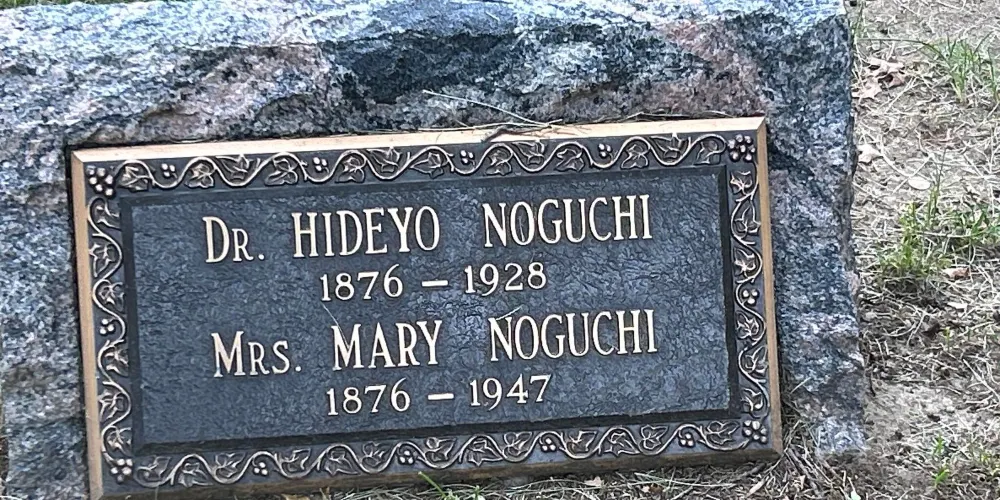 DR. HIDEYO NOGUCHI
1876 – 1928
MRS. MARY NOGUCHI
1876 – 1947